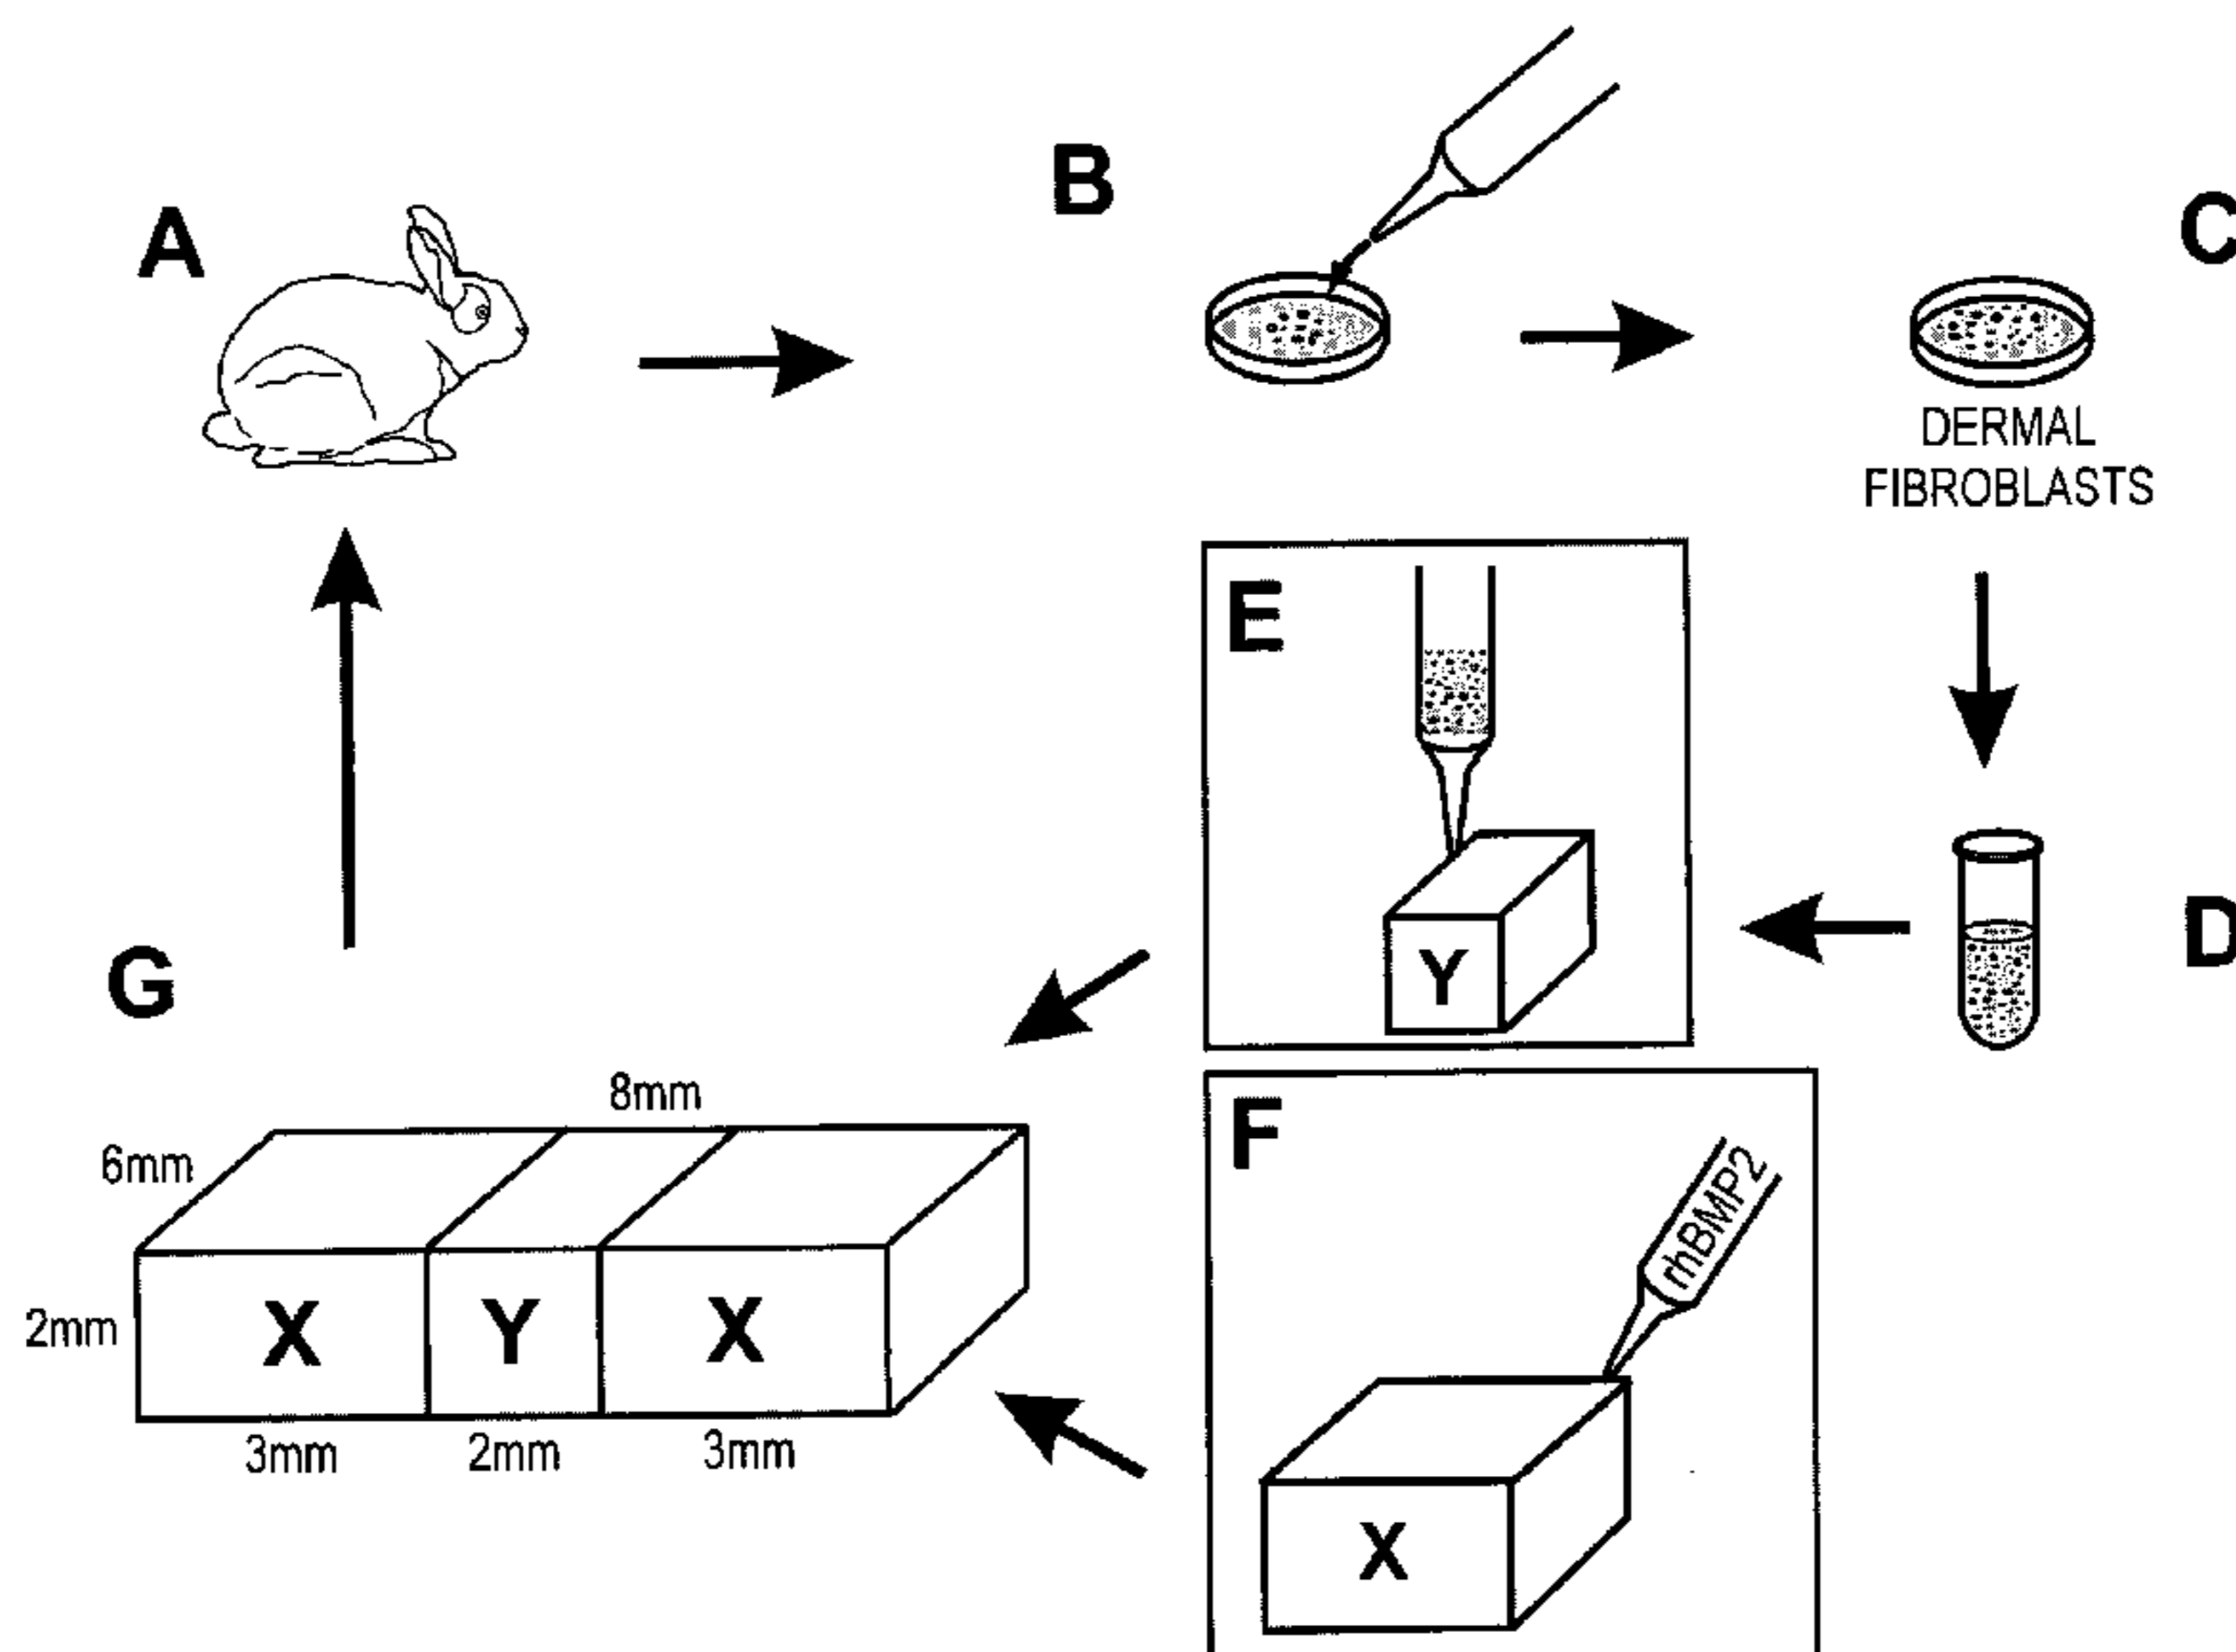 A
B
C
DERMAL
FIBROBLASTS
E
Y
D
G
8mm
6mm
2mm
X Y X
3mm 2mm 3mm
F
rhBMP2
X